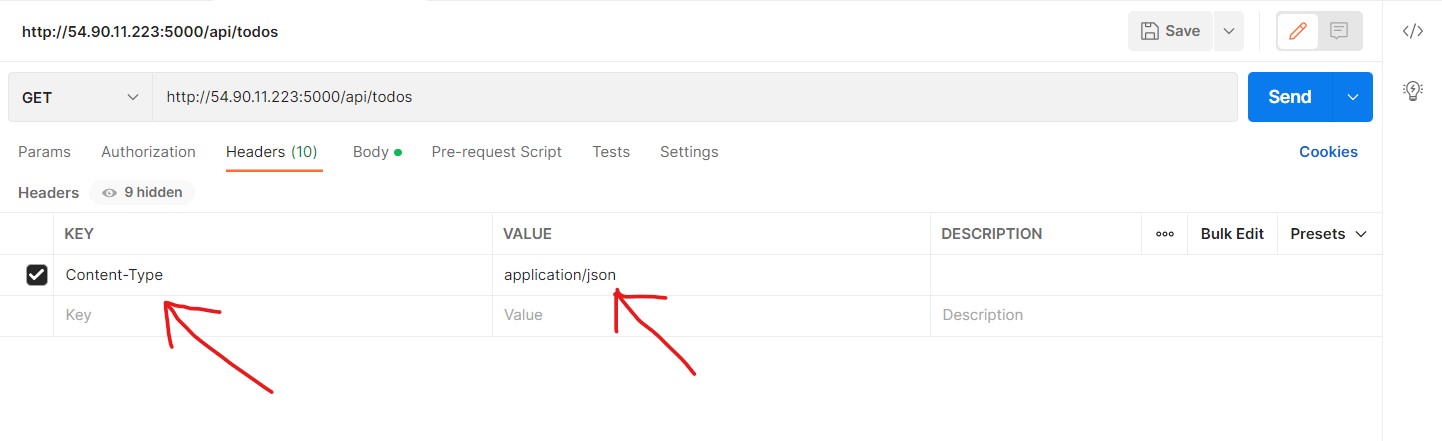 http://54.90.11.223:5000/api/todos
Save
GET http://54.90.11.223:5000/api/todos Send
Params Authorization Headers (10) Body Pre-request Script Tests Settings Cookies
Headers 9 hidden
KEY VALUE DESCRIPTION Bulk Edit Presets
Content-Type application/json
Key Value Description